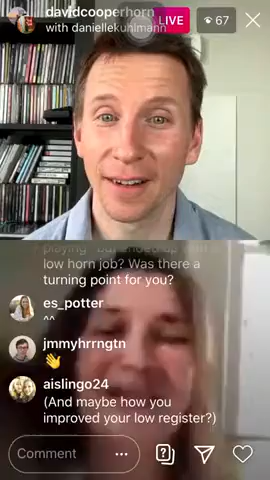 davidcooperhorn
with daniellekuhlmann
LIVE
67
low horn job? Was there a
turning point for you?
es_potter
^^
jmmyhrrngtn
👋
aislingo24
(And maybe how you
improved your low register?)
Comment